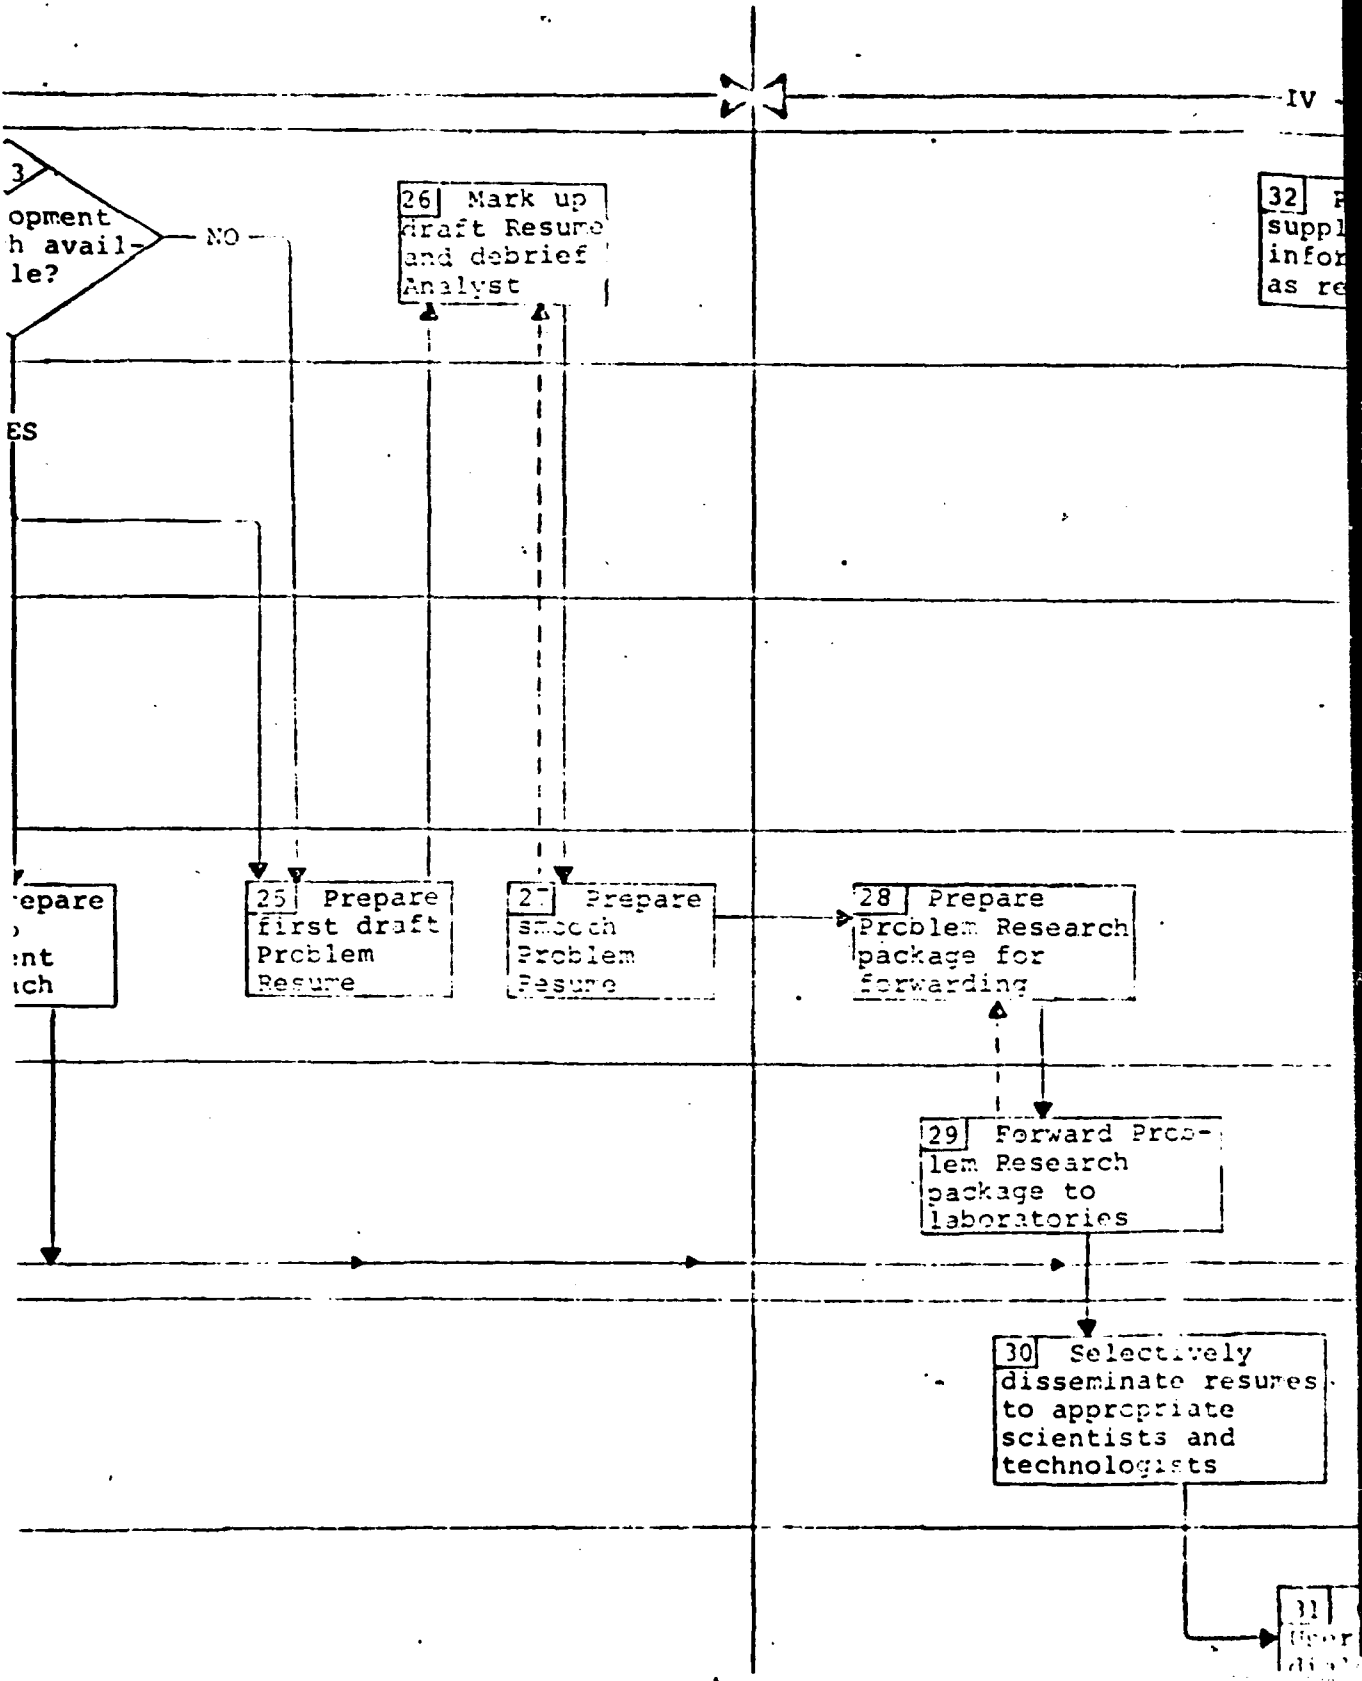 IV
3
opment
h avail-
le?
NO
ES
26 Mark up
draft Resume
and debrief
Analyst
32
suppl
infor
as re
repare
ent
ach
25 Prepare
first draft
Problem
Resume
27 Prepare
smooth
Problem
Resume
28 Prepare
Problem Research
package for
forwarding
29 Forward Prob-
lem Research
package to
laboratories
30 Selectively
disseminate resumes
to appropriate
scientists and
technologists
31
User